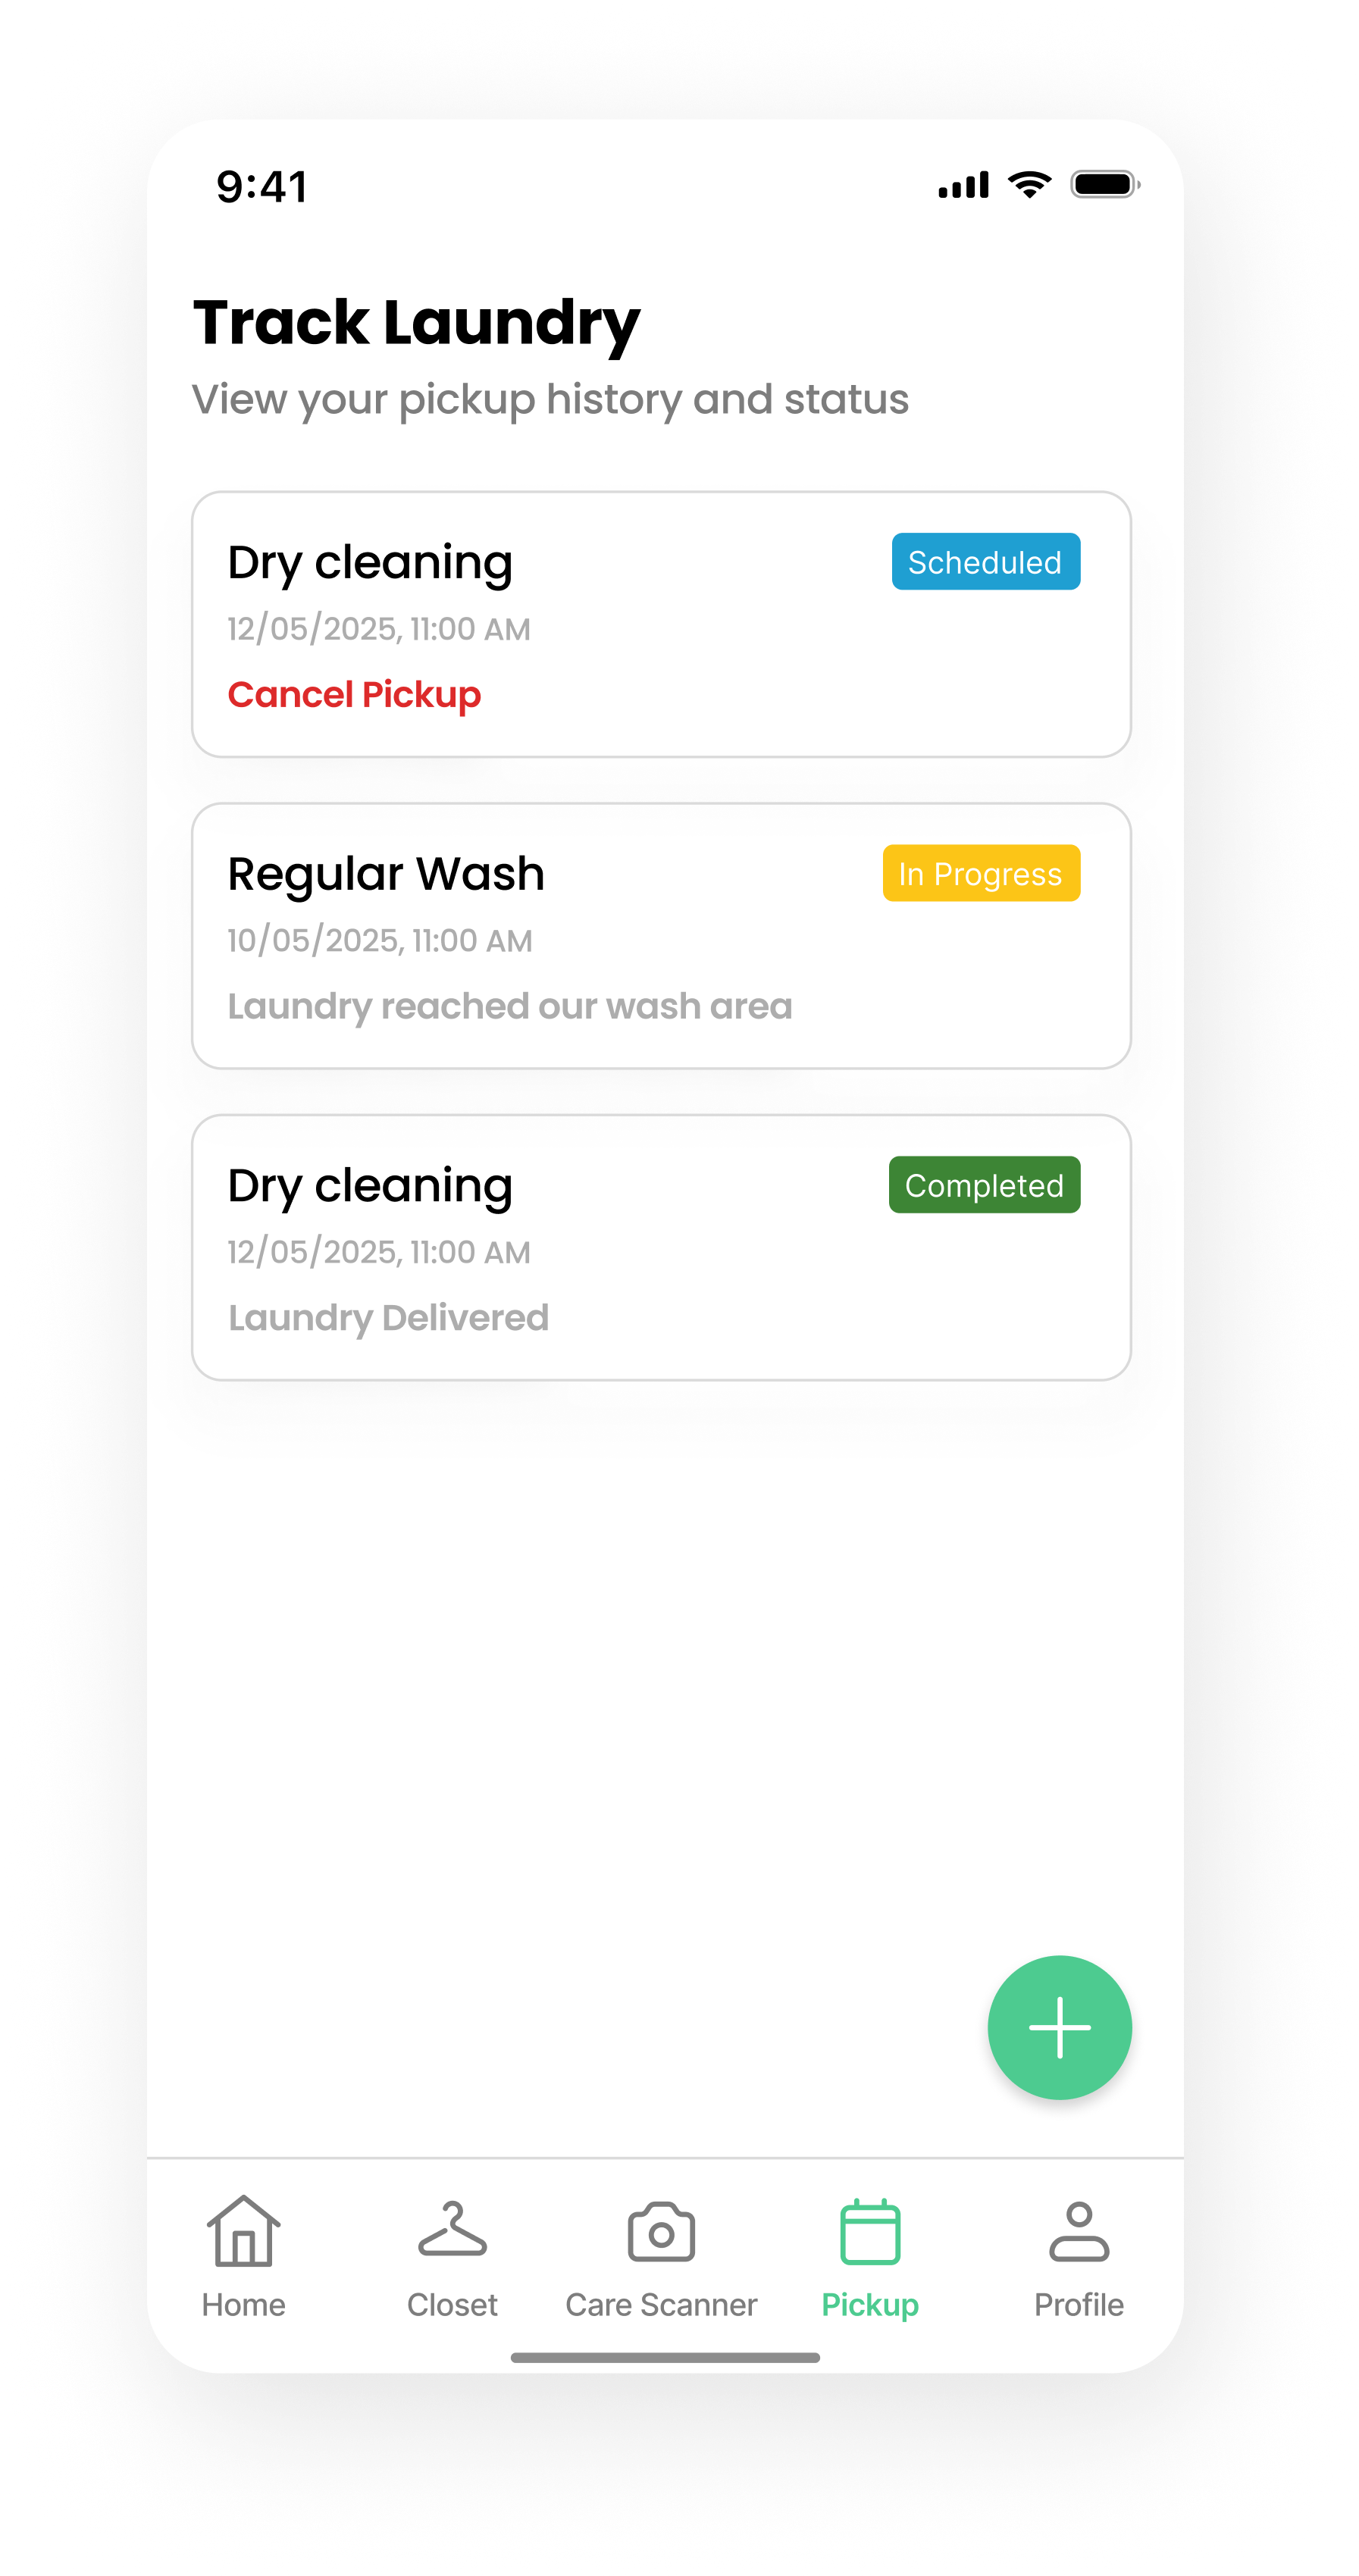 9:41
Track Laundry
View your pickup history and status
Dry cleaning
Scheduled
12/05/2025, 11:00 AM
Cancel Pickup
Regular Wash
In Progress
10/05/2025, 11:00 AM
Laundry reached our wash area
Dry cleaning
Completed
12/05/2025, 11:00 AM
Laundry Delivered
Home
Closet
Care Scanner
Pickup
Profile